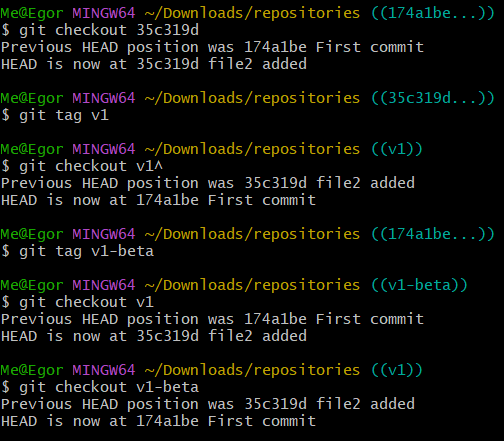 Me@Egor MINGW64 ~/Downloads/repositories ((174a1be...))
$ git checkout 35c319d
Previous HEAD position was 174a1be First commit
HEAD is now at 35c319d file2 added
Me@Egor MINGW64 ~/Downloads/repositories ((35c319d...))
$ git tag v1
Me@Egor MINGW64 ~/Downloads/repositories ((v1))
$ git checkout v1^
Previous HEAD position was 35c319d file2 added
HEAD is now at 174a1be First commit
Me@Egor MINGW64 ~/Downloads/repositories ((174a1be...))
$ git tag v1-beta
Me@Egor MINGW64 ~/Downloads/repositories ((v1-beta))
$ git checkout v1
Previous HEAD position was 174a1be First commit
HEAD is now at 35c319d file2 added
Me@Egor MINGW64 ~/Downloads/repositories ((v1))
$ git checkout v1-beta
Previous HEAD position was 35c319d file2 added
HEAD is now at 174a1be First commit